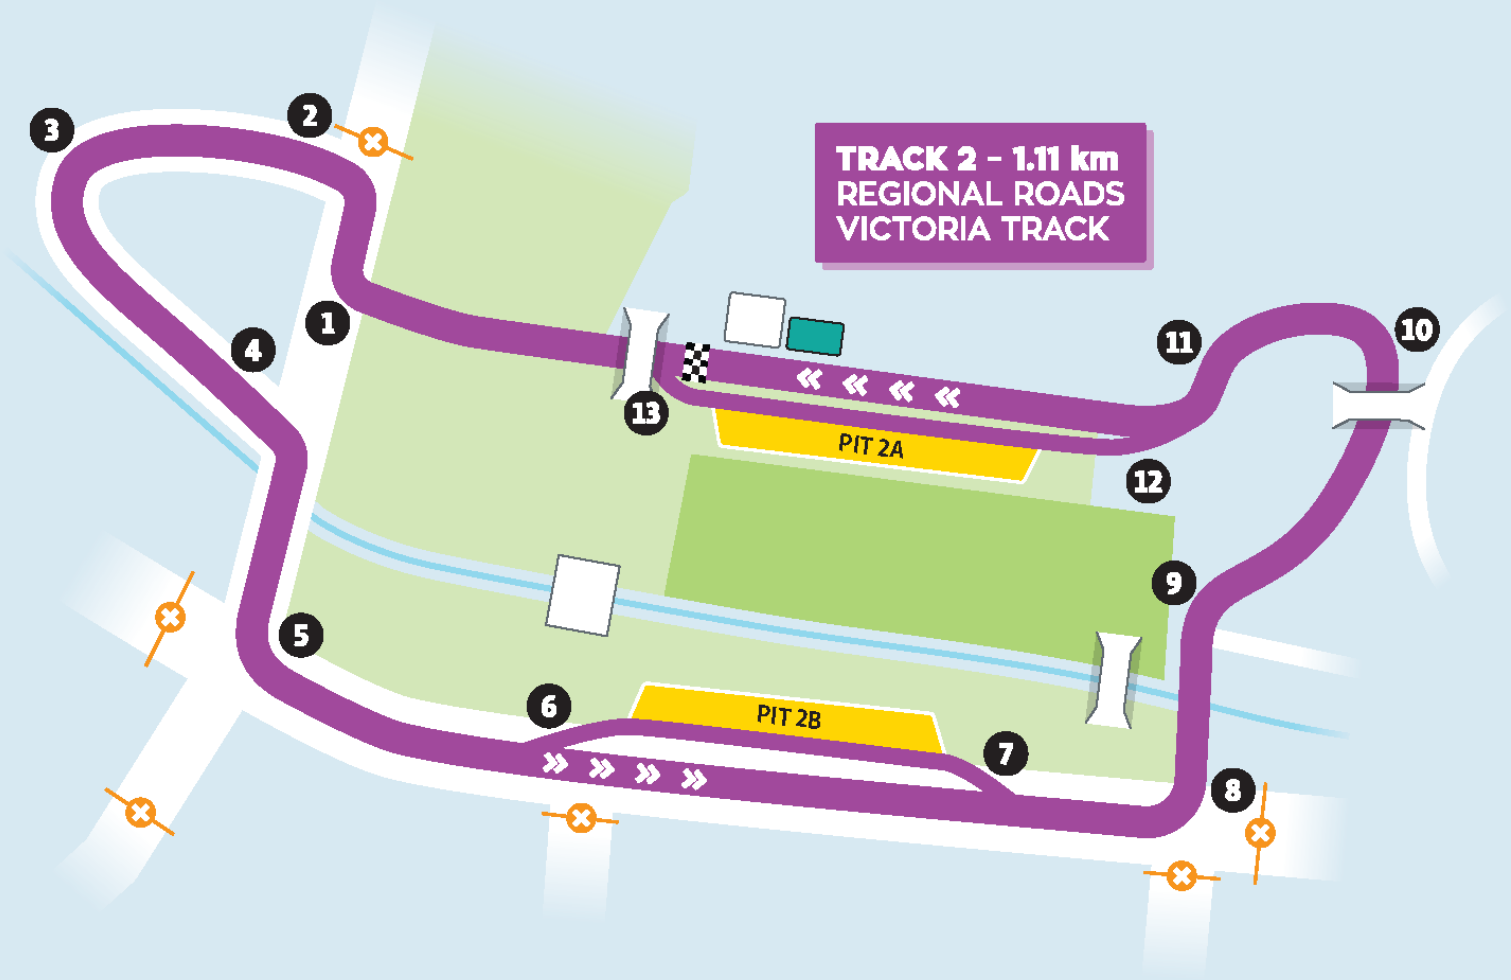 2
3
TRACK 2 – 1.11 km
REGIONAL ROADS
VICTORIA TRACK
1
4
11
10
13
PIT 2A
12
9
5
6
PIT 2B
7
8